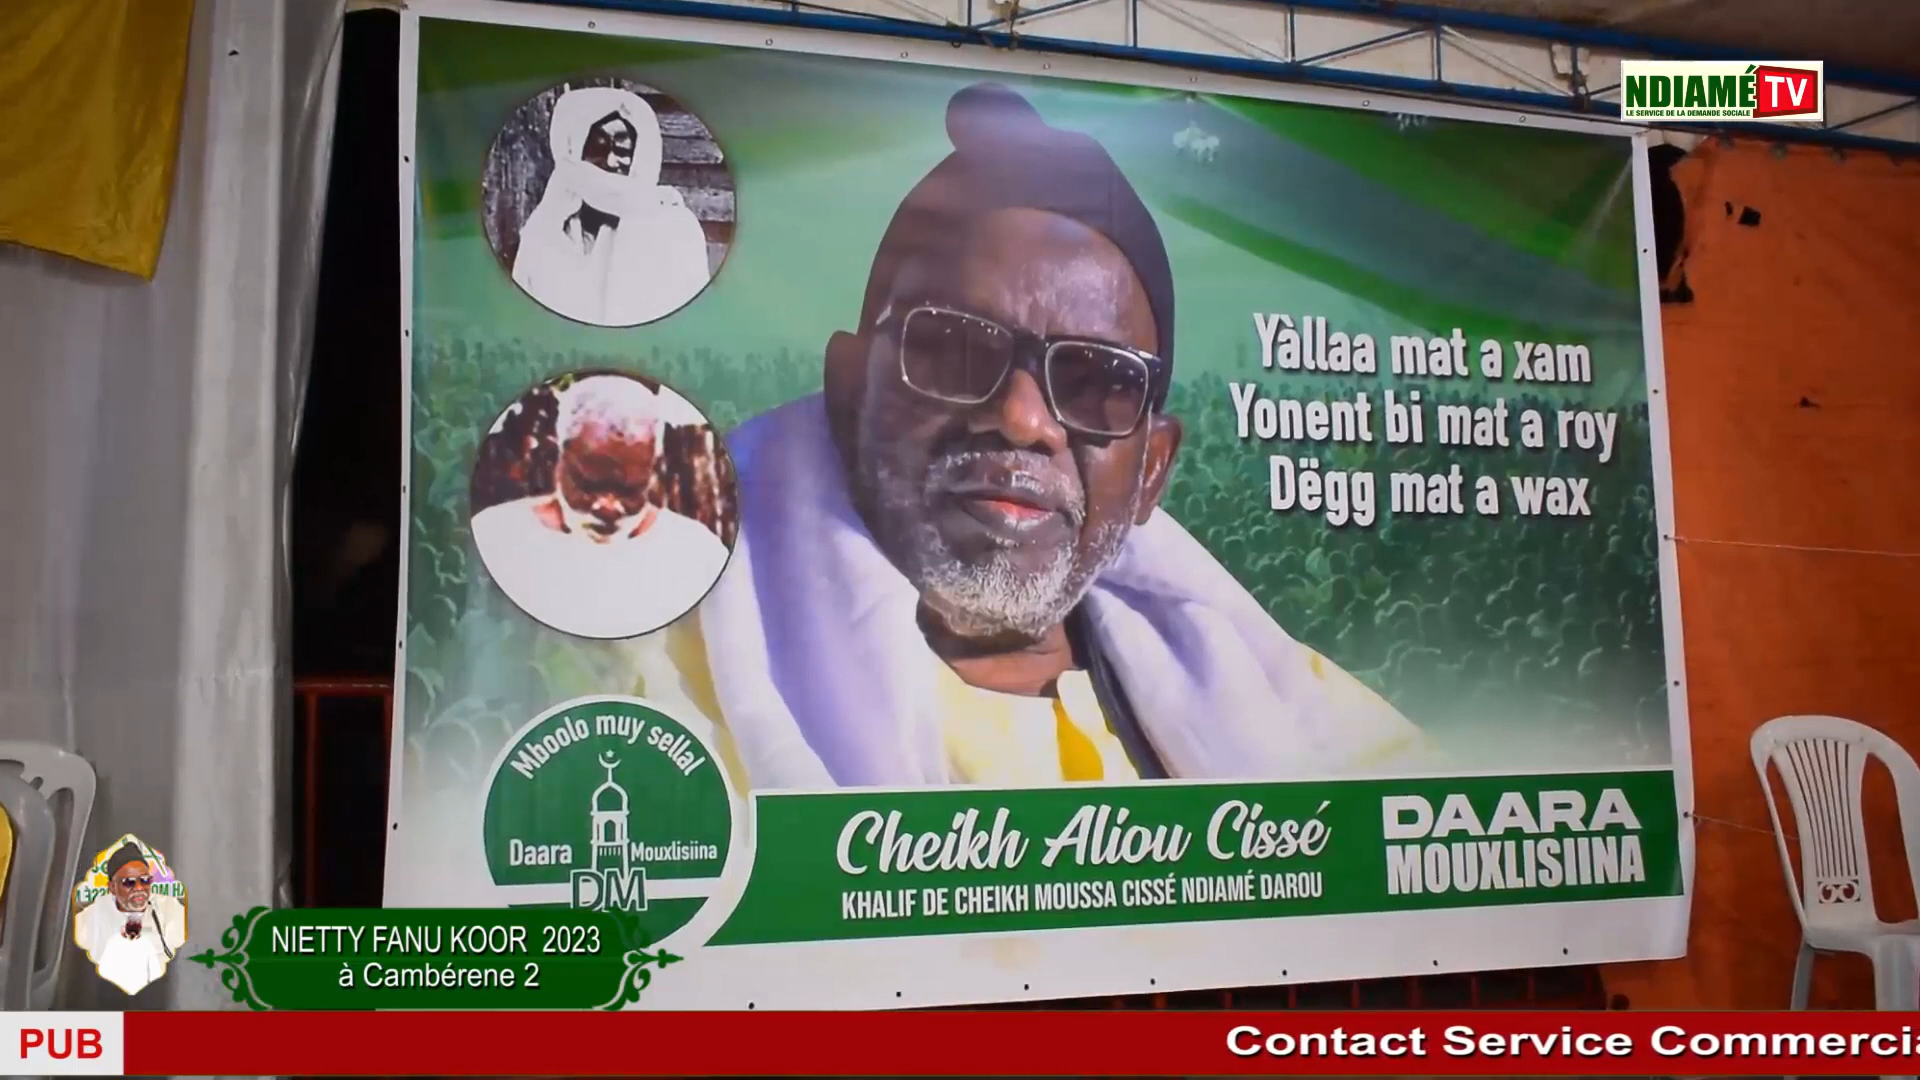 NDIAMÉ TV
LE SERVICE DE LA DEMANDE SOCIALE
Yàllaa mat a xam
Yonent bi mat a roy
Dëgg mat a wax
Mboolo muy sellal
Daara Mouxlisiina
DM
Cheikh Aliou Cissé
KHALIF DE CHEIKH MOUSSA CISSÉ NDIAMÉ DAROU
DAARA
MOUXLISIINA
NIETTY FANU KOOR 2023
à Cambérene 2
PUB
Contact Service Commercia